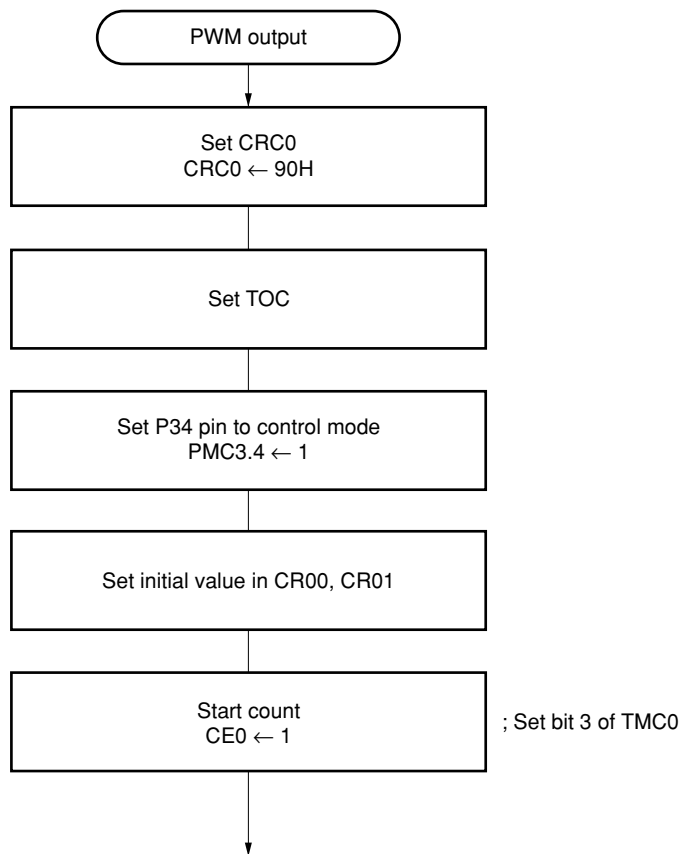 PWM output
Set CRC0
CRC0 ← 90H
Set TOC
Set P34 pin to control mode
PMC3.4 ← 1
Set initial value in CR00, CR01
Start count
CE0 ← 1
; Set bit 3 of TMC0